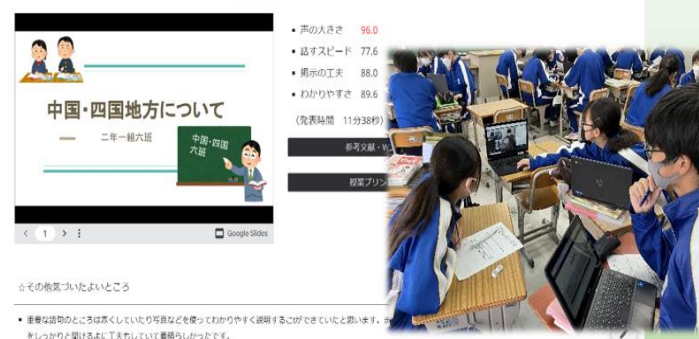 中国・四国地方について
二年一組六班
中国・四国
六班
1
Google Slides
▪ 声の大きさ 96.0
▪ 話すスピード 77.6
▪ 掲示の工夫 88.0
▪ わかりやすさ 89.6
(発表時間 11分38秒)
参考文献・W
授業プリン
☆その他気づいたよいところ
▪ 重要な語句のところは赤くしていたり写真などを使ってわかりやすく説明することができていたと思います。
をしっかりと聞けるよに工夫もしていて素晴らしかったです。